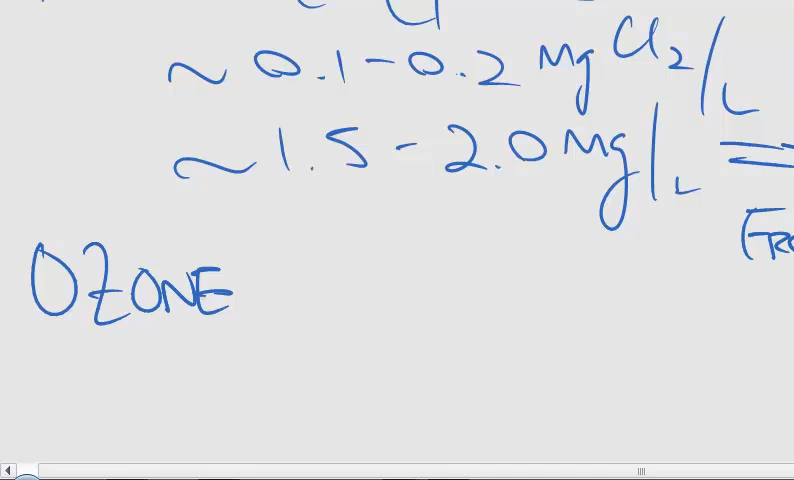 ~ 0.1 - 0.2 Mg Cl2/L
~ 1.5 - 2.0 Mg/L =
OZONE